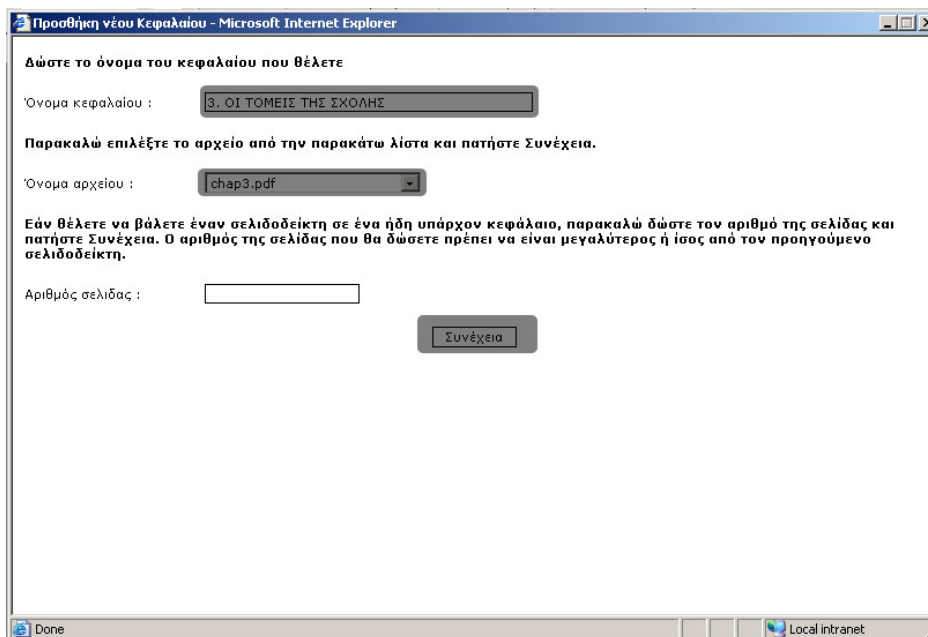 Προσθήκη νέου Κεφαλαίου - Microsoft Internet Explorer
Δώστε το όνομα του κεφαλαίου που θέλετε
Όνομα κεφαλαίου : 3. ΟΙ ΤΟΜΕΙΣ ΤΗΣ ΣΧΟΛΗΣ
Παρακαλώ επιλέξτε το αρχείο από την παρακάτω λίστα και πατήστε Συνέχεια.
Όνομα αρχείου : chap3.pdf
Εάν θέλετε να βάλετε έναν σελιδοδείκτη σε ένα ήδη υπάρχον κεφάλαιο, παρακαλώ δώστε τον αριθμό της σελίδας και
πατήστε Συνέχεια. Ο αριθμός της σελίδας που θα δώσετε πρέπει να είναι μεγαλύτερος ή ίσος από τον προηγούμενο
σελιδοδείκτη.
Αριθμός σελιδας :
Συνέχεια
Done Local intranet